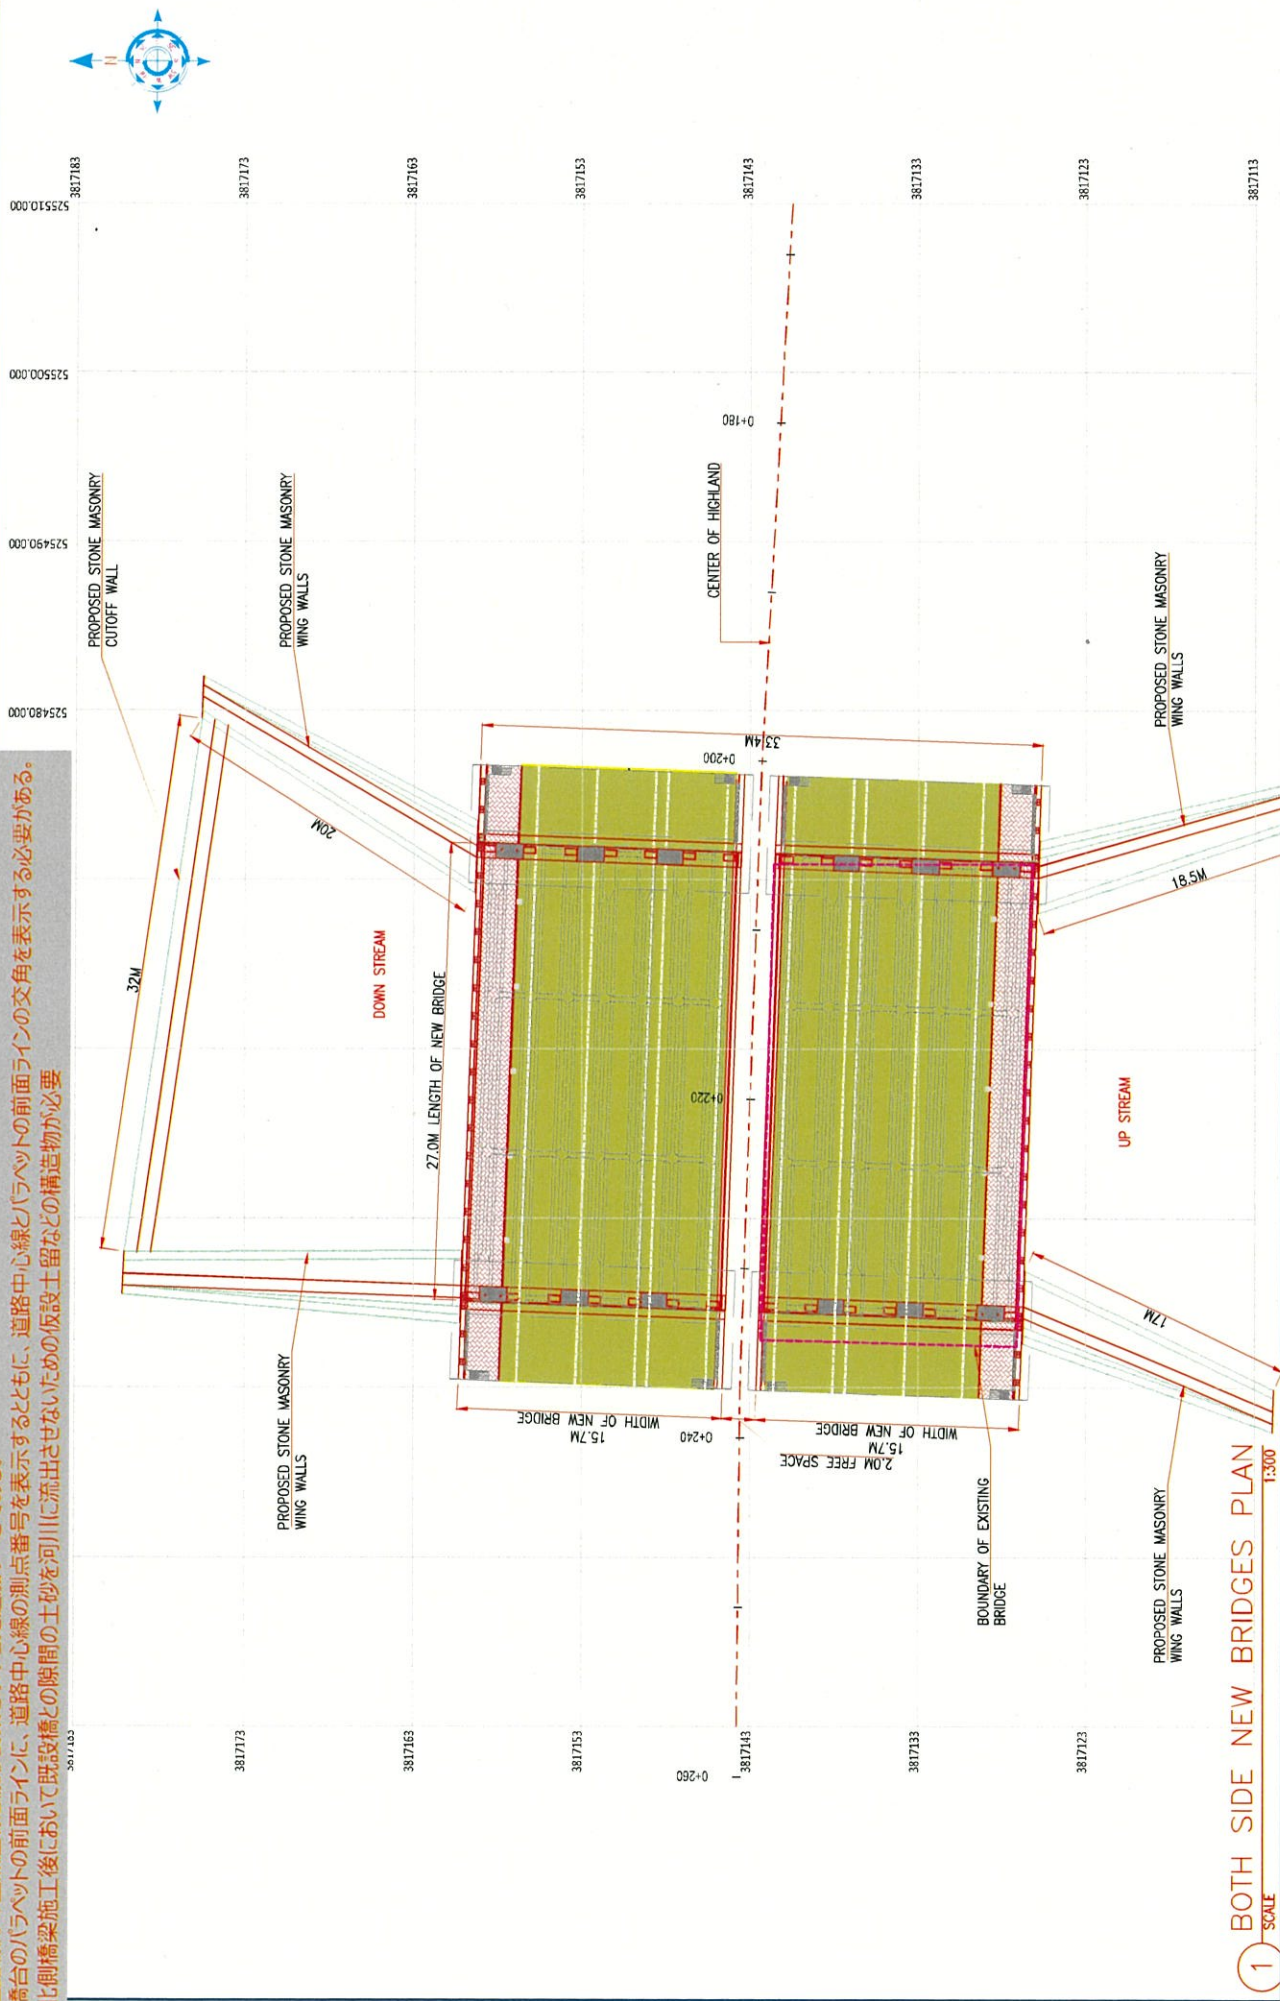 橋台のパラペットの前面ラインに、道路中心線の測点番号を表示するとともに、道路中心線とパラペットの前面ラインの交角を表示する必要がある。
側橋梁施工後において既設橋との隙間の土砂を河川に流出させないための仮設土留などの構造物が必要
N
525510.000
525500.000
525490.000
525480.000
3817183
3817173
3817163
3817153
3817143
3817133
3817123
3817113
PROPOSED STONE MASONRY
CUTOFF WALL
PROPOSED STONE MASONRY
WING WALLS
CENTER OF HIGHLAND
0+180
PROPOSED STONE MASONRY
WING WALLS
32M
20M
DOWN STREAM
27.0M LENGTH OF NEW BRIDGE
33.4M
0+200
0+220
18.5M
UP STREAM
17M
PROPOSED STONE MASONRY
WING WALLS
15.7M
WIDTH OF NEW BRIDGE
0+240
2.0M FREE SPACE
15.7M
WIDTH OF NEW BRIDGE
BOUNDARY OF EXISTING
BRIDGE
PROPOSED STONE MASONRY
WING WALLS
3817173
3817163
3817153
3817143
3817133
3817123
0+260
1
BOTH SIDE NEW BRIDGES PLAN
SCALE
1:300